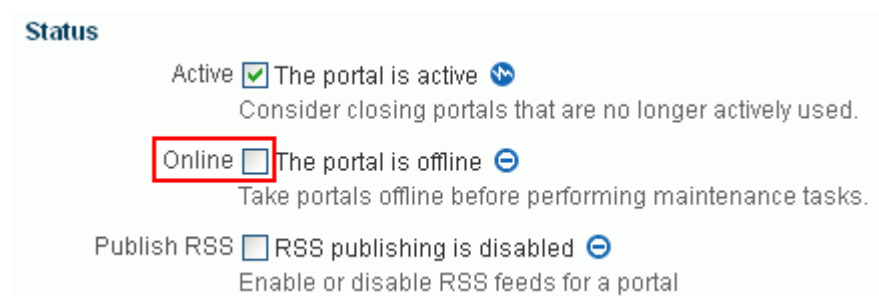 Status
Active The portal is active
Consider closing portals that are no longer actively used.
Online The portal is offline
Take portals offline before performing maintenance tasks.
Publish RSS RSS publishing is disabled
Enable or disable RSS feeds for a portal